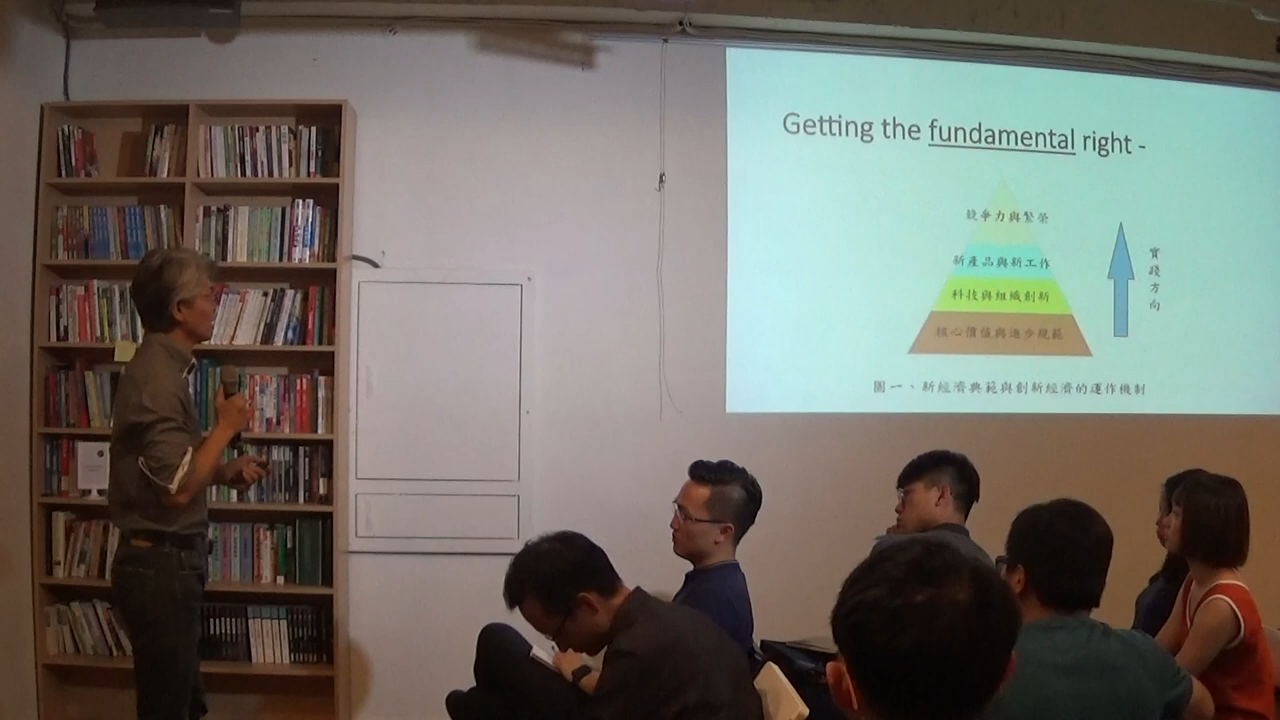 Getting the fundamental right -
競爭力與繁榮
新產品與新工作
科技與組織創新
核心價值與進步規範
實踐方向
圖一、新經濟典範與創新經濟的運作機制